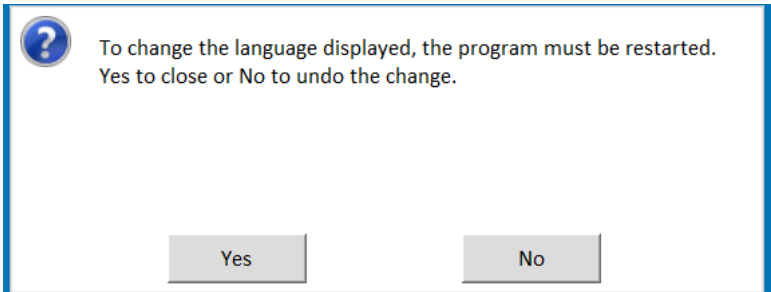 To change the language displayed, the program must be restarted.
Yes to close or No to undo the change.
Yes
No